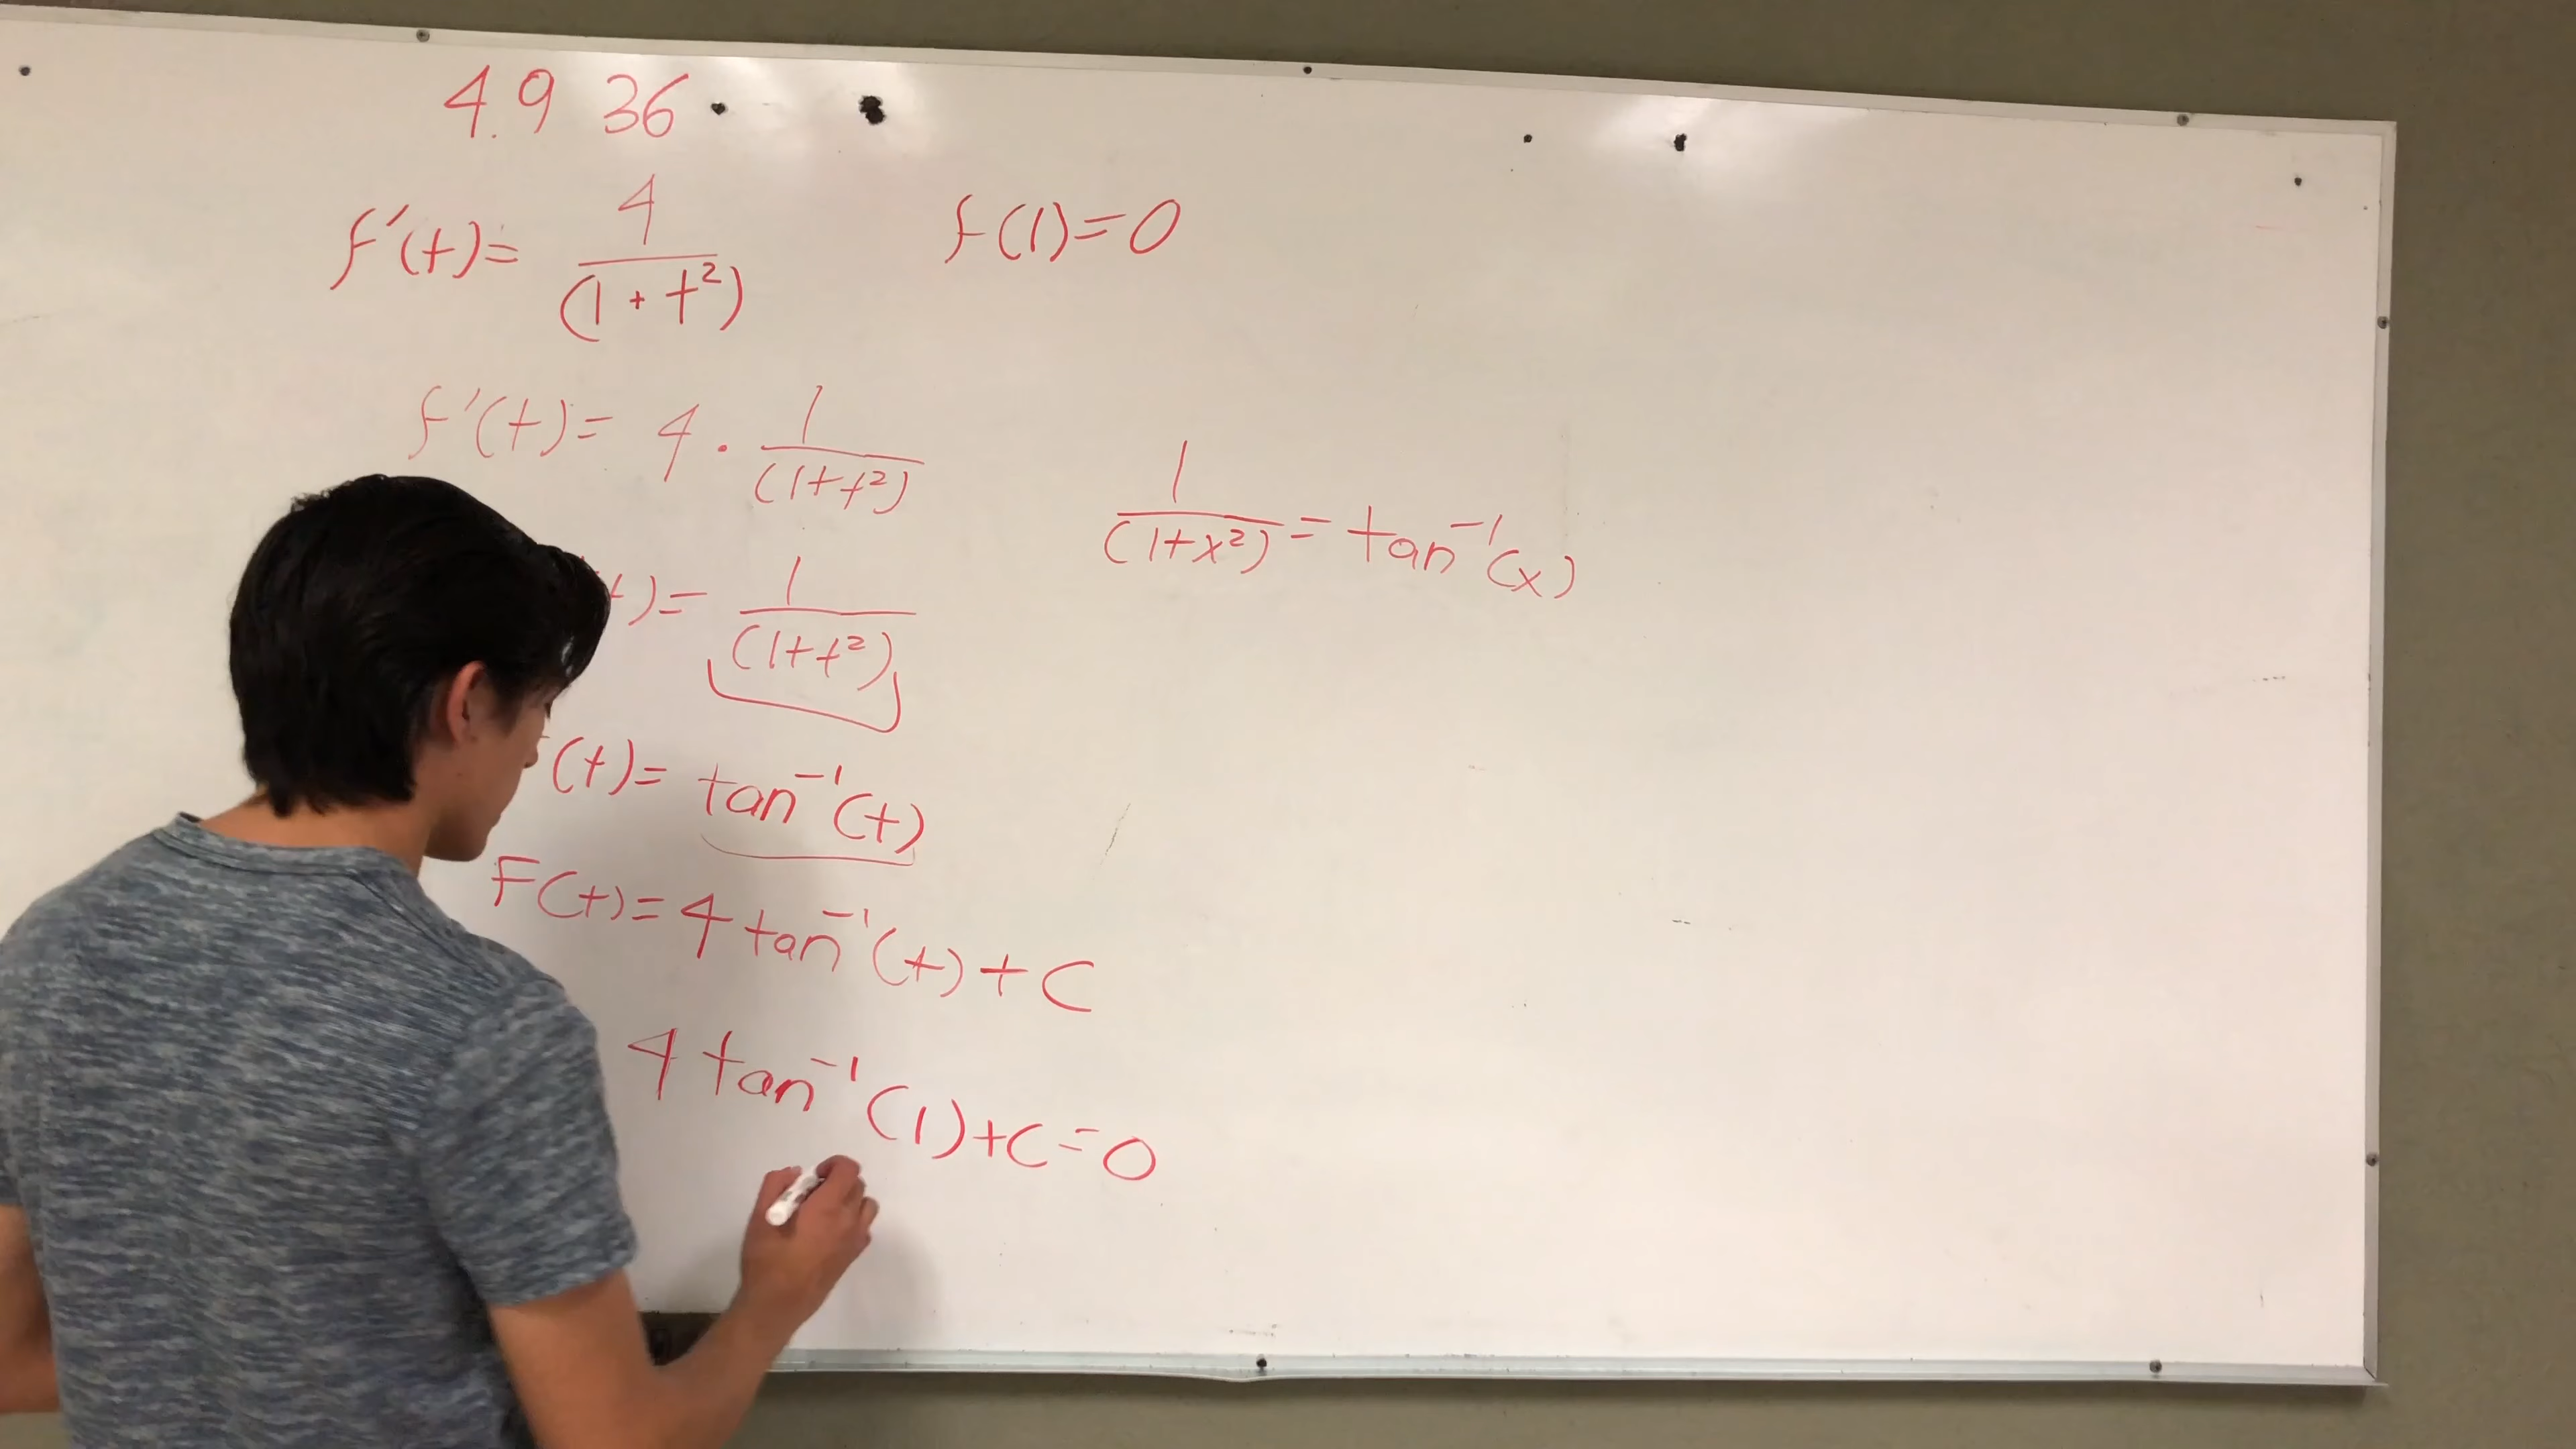 4.9 36
f'(t)= 4/(1+t²) f(1)=0
f'(t)= 4 · 1/(1+t²)
1/(1+x²) = tan⁻¹(x)
t)= 1/(1+t²)
(t)= tan⁻¹(t)
F(t)= 4 tan⁻¹(t) + C
4 tan⁻¹(1)+C=0